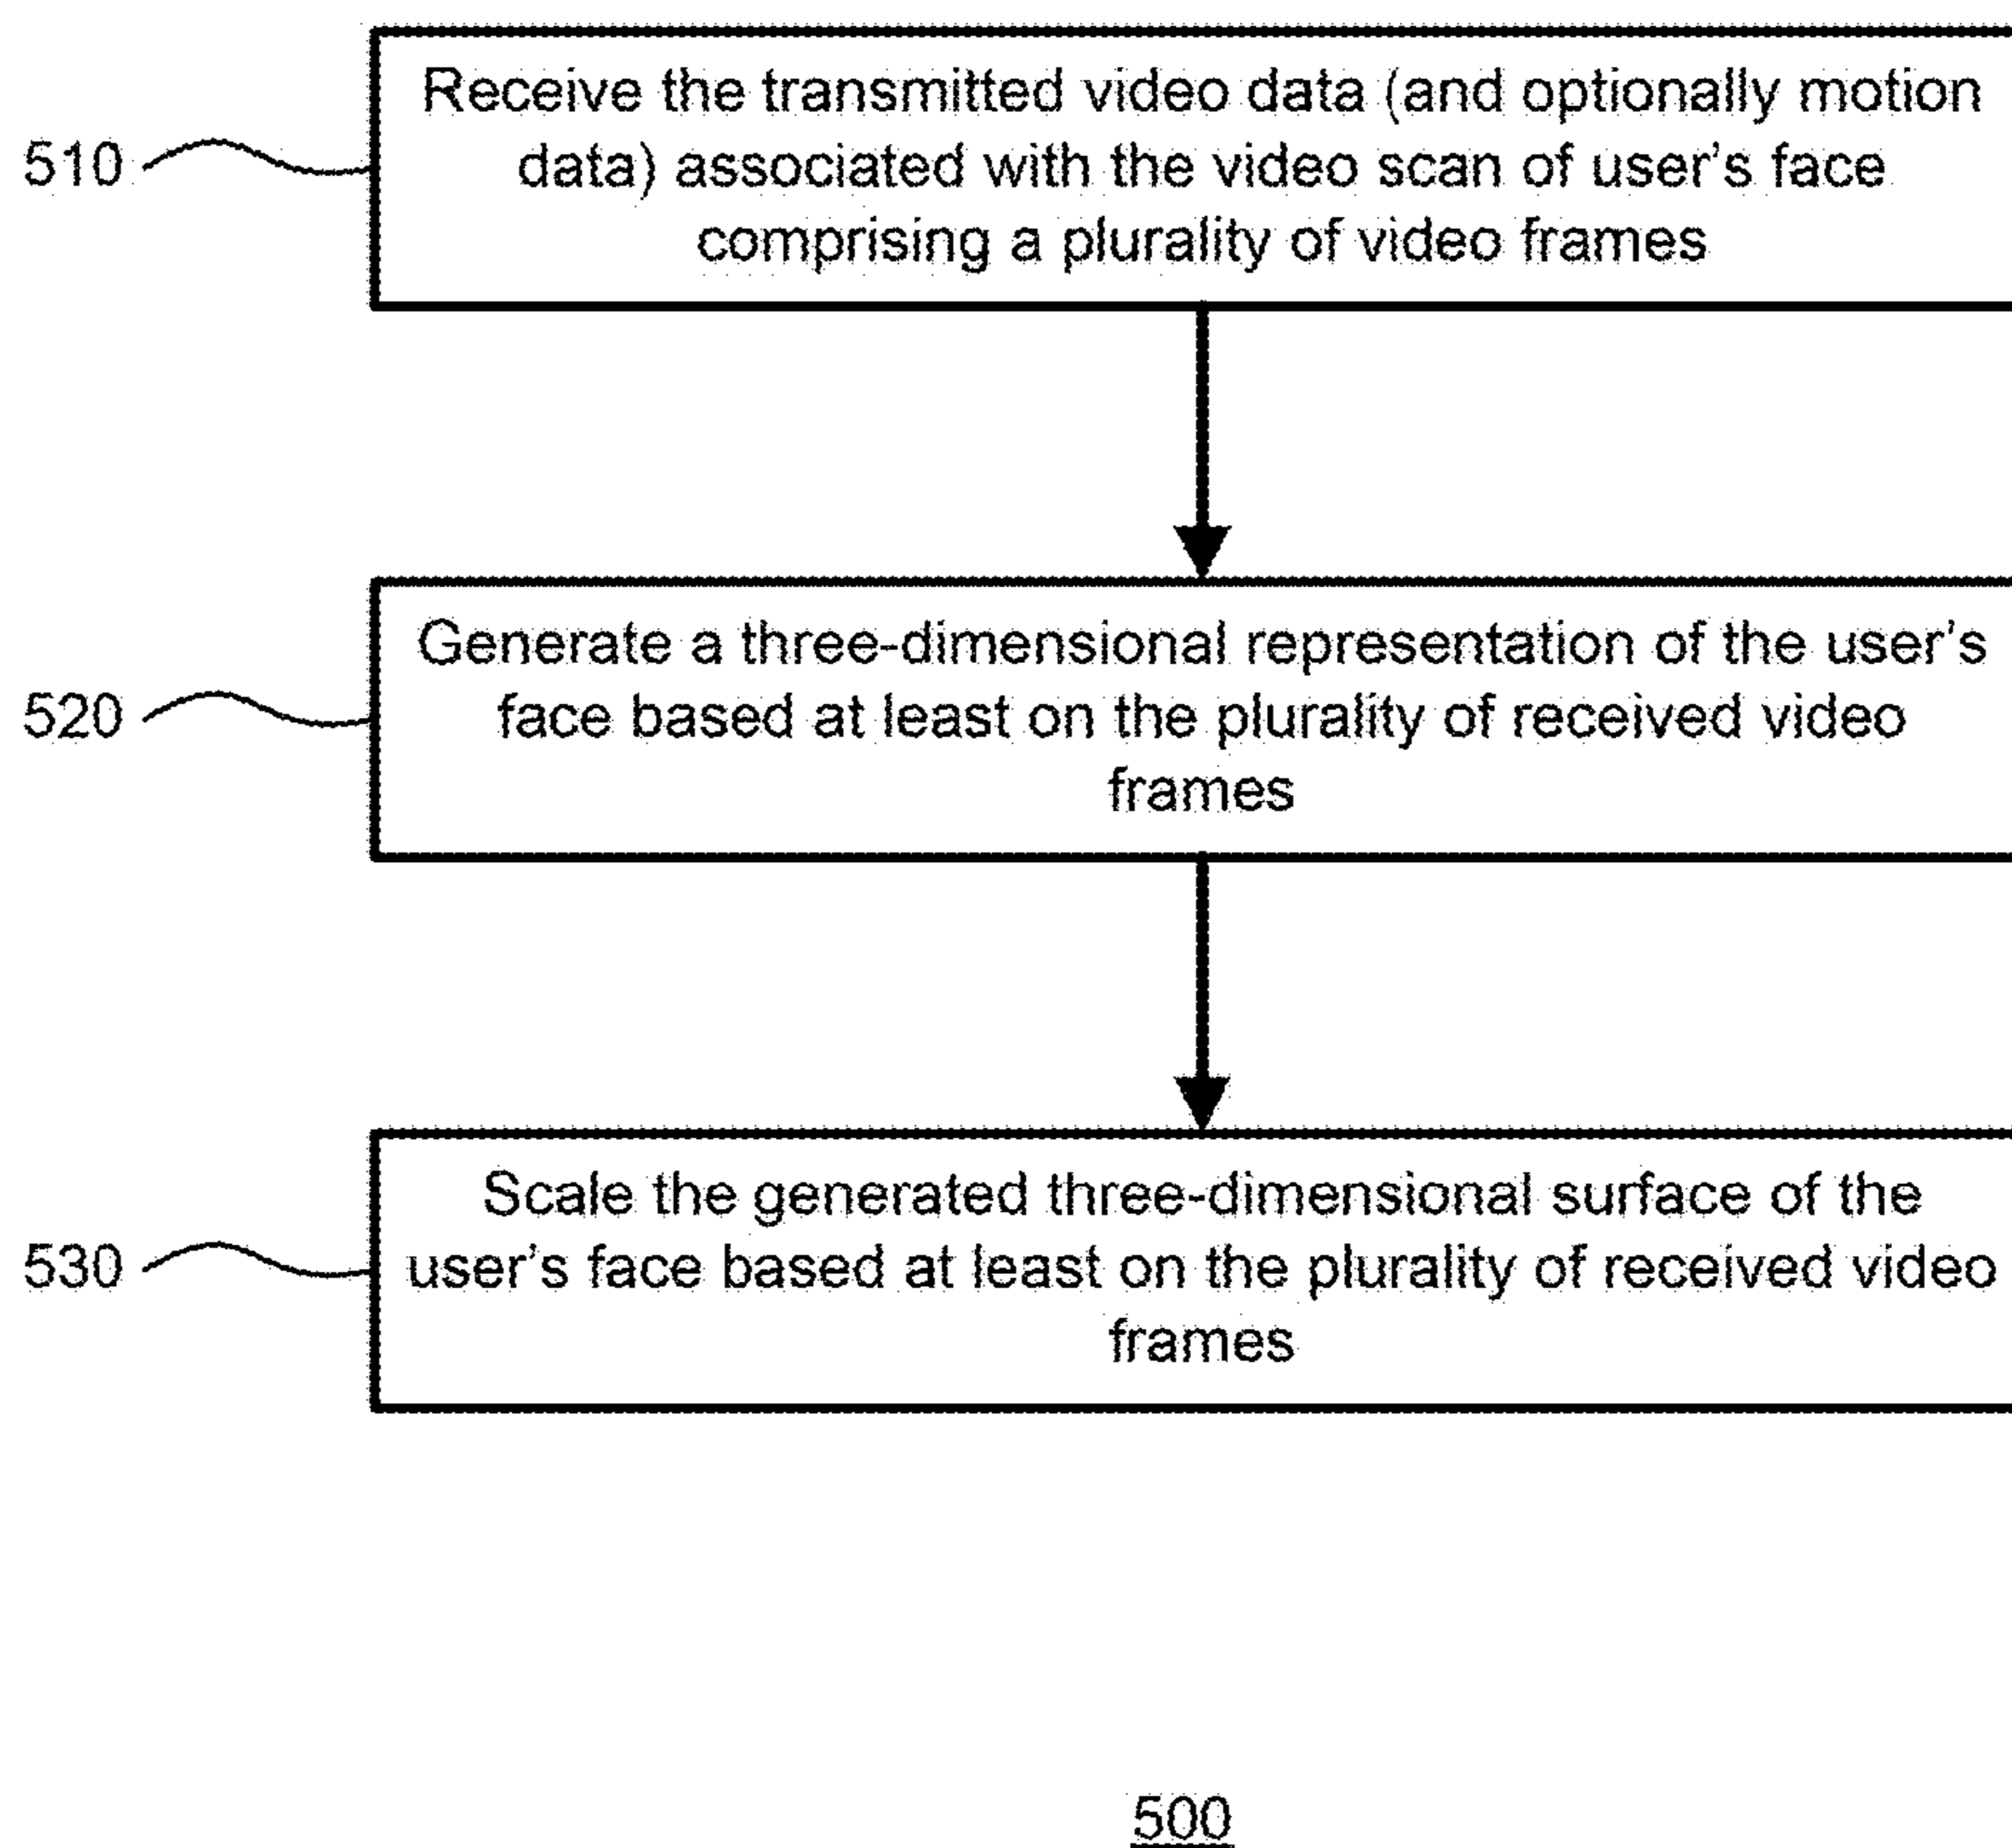 Receive the transmitted video data (and optionally motion
510
data) associated with the video scan of user's face
comprising a plurality of video frames
Generate a three-dimensional representation of the user's
520
face based at least on the plurality of received video
frames
Scale the generated three-dimensional surface of the
530
user's face based at least on the plurality of received video
frames
500